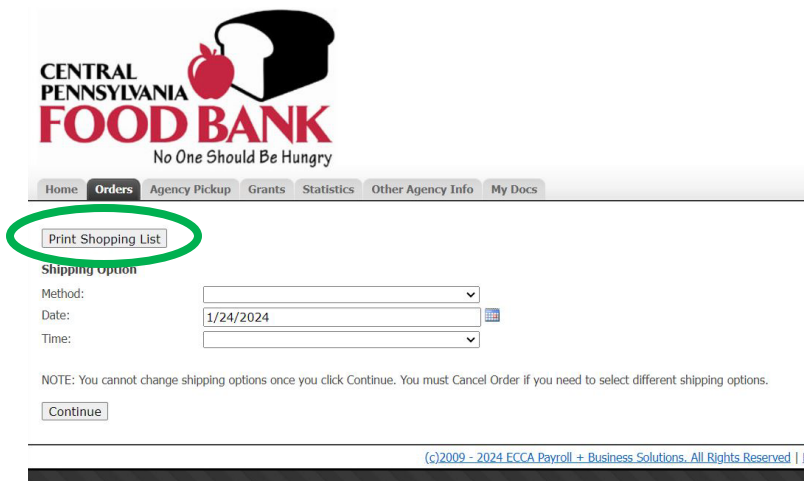 CENTRAL
PENNSYLVANIA
FOOD BANK
No One Should Be Hungry
Home Orders Agency Pickup Grants Statistics Other Agency Info My Docs
Print Shopping List
Shipping Option
Method:
Date: 1/24/2024
Time:
NOTE: You cannot change shipping options once you click Continue. You must Cancel Order if you need to select different shipping options.
Continue
(c)2009 - 2024 ECCA Payroll + Business Solutions. All Rights Reserved |